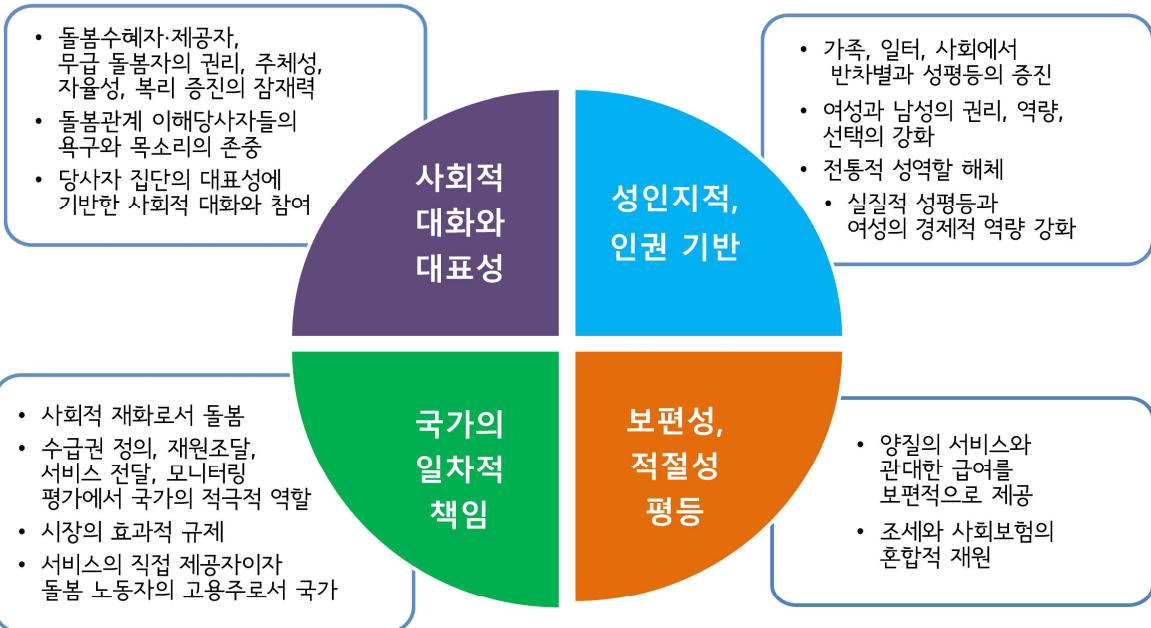 • 돌봄수혜자·제공자,
무급 돌봄자의 권리, 주체성,
자율성, 복리 증진의 잠재력
• 돌봄관계 이해당사자들의
욕구와 목소리의 존중
• 당사자 집단의 대표성에
기반한 사회적 대화와 참여
사회적
대화와
대표성
성인지적,
인권 기반
• 가족, 일터, 사회에서
반차별과 성평등의 증진
• 여성과 남성의 권리, 역량,
선택의 강화
• 전통적 성역할 해체
• 실질적 성평등과
여성의 경제적 역량 강화
• 사회적 재화로서 돌봄
• 수급권 정의, 재원조달,
서비스 전달, 모니터링
평가에서 국가의 적극적 역할
• 시장의 효과적 규제
• 서비스의 직접 제공자이자
돌봄 노동자의 고용주로서 국가
국가의
일차적
책임
보편성,
적절성
평등
• 양질의 서비스와
관대한 급여를
보편적으로 제공
• 조세와 사회보험의
혼합적 재원